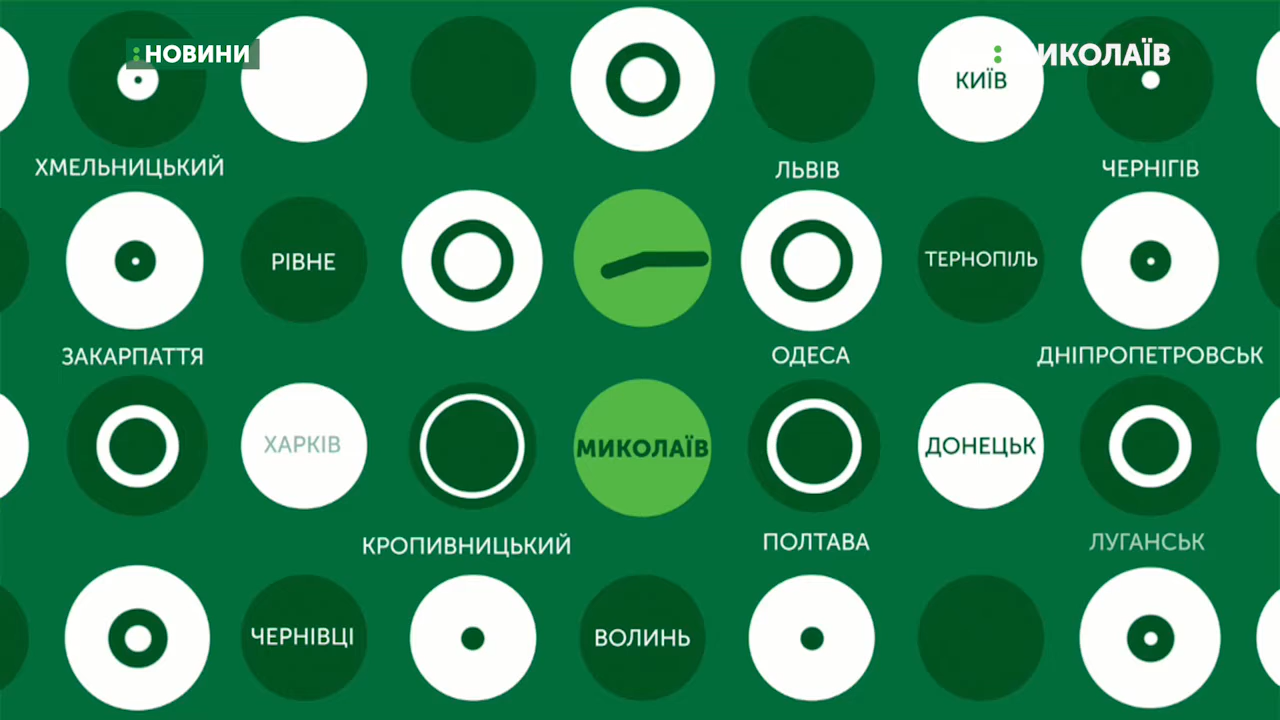 :НОВИНИ
:МИКОЛАЇВ
КИЇВ
ХМЕЛЬНИЦЬКИЙ
ЛЬВІВ
ЧЕРНІГІВ
РІВНЕ
ТЕРНОПІЛЬ
ЗАКАРПАТТЯ
ОДЕСА
ДНІПРОПЕТРОВСЬК
ХАРКІВ
МИКОЛАЇВ
ДОНЕЦЬК
КРОПИВНИЦЬКИЙ
ПОЛТАВА
ЛУГАНСЬК
ЧЕРНІВЦІ
ВОЛИНЬ